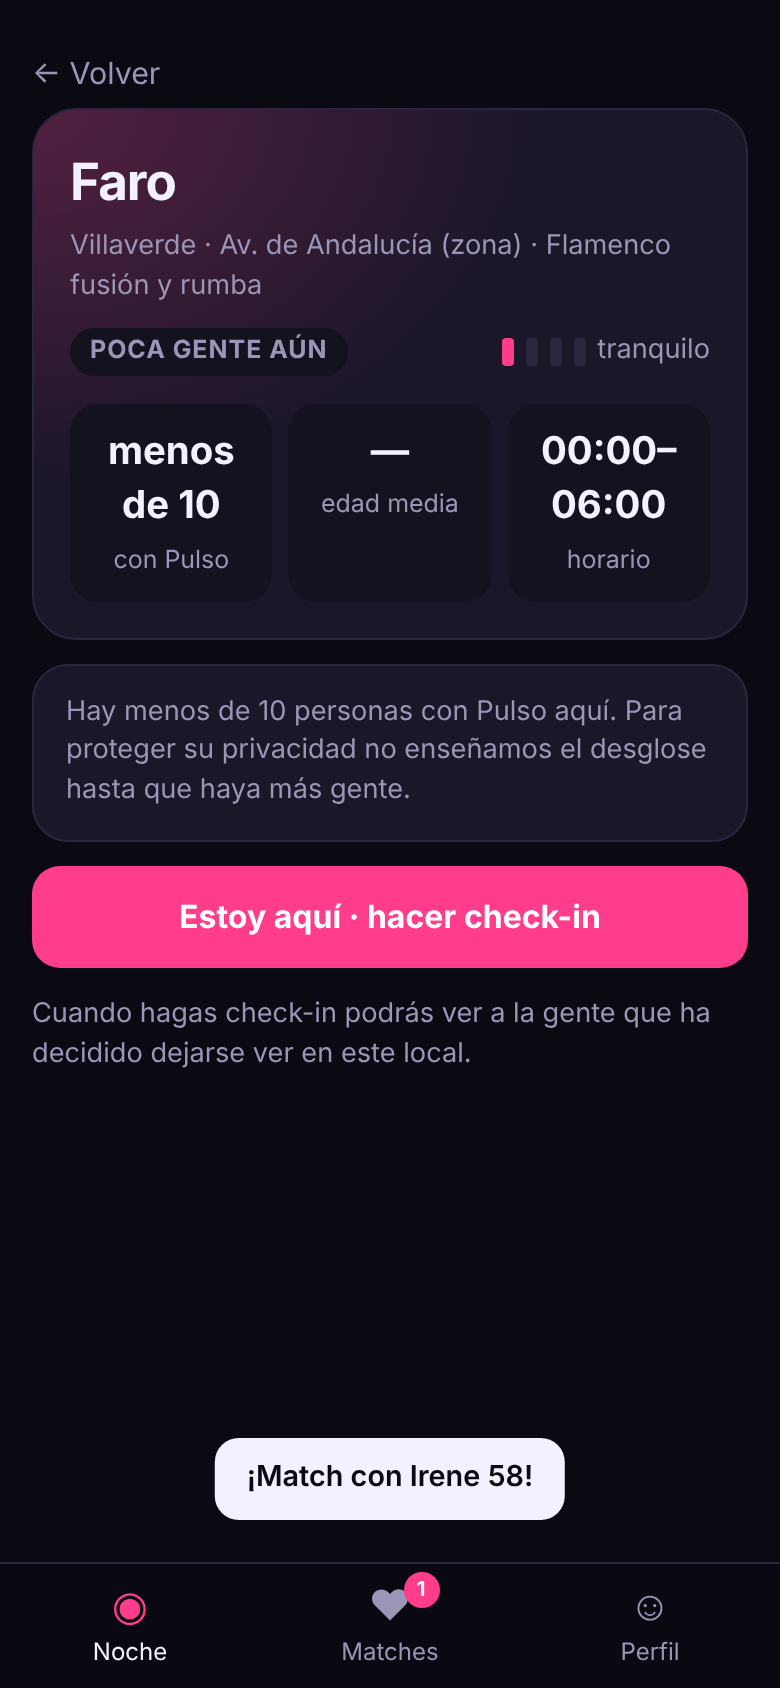 ← Volver
Faro
Villaverde · Av. de Andalucía (zona) · Flamenco
fusión y rumba
POCA GENTE AÚN
tranquilo
menos
de 10
con Pulso
—
edad media
00:00–
06:00
horario
Hay menos de 10 personas con Pulso aquí. Para
proteger su privacidad no enseñamos el desglose
hasta que haya más gente.
Estoy aquí · hacer check-in
Cuando hagas check-in podrás ver a la gente que ha
decidido dejarse ver en este local.
¡Match con Irene 58!
1
Noche
Matches
Perfil